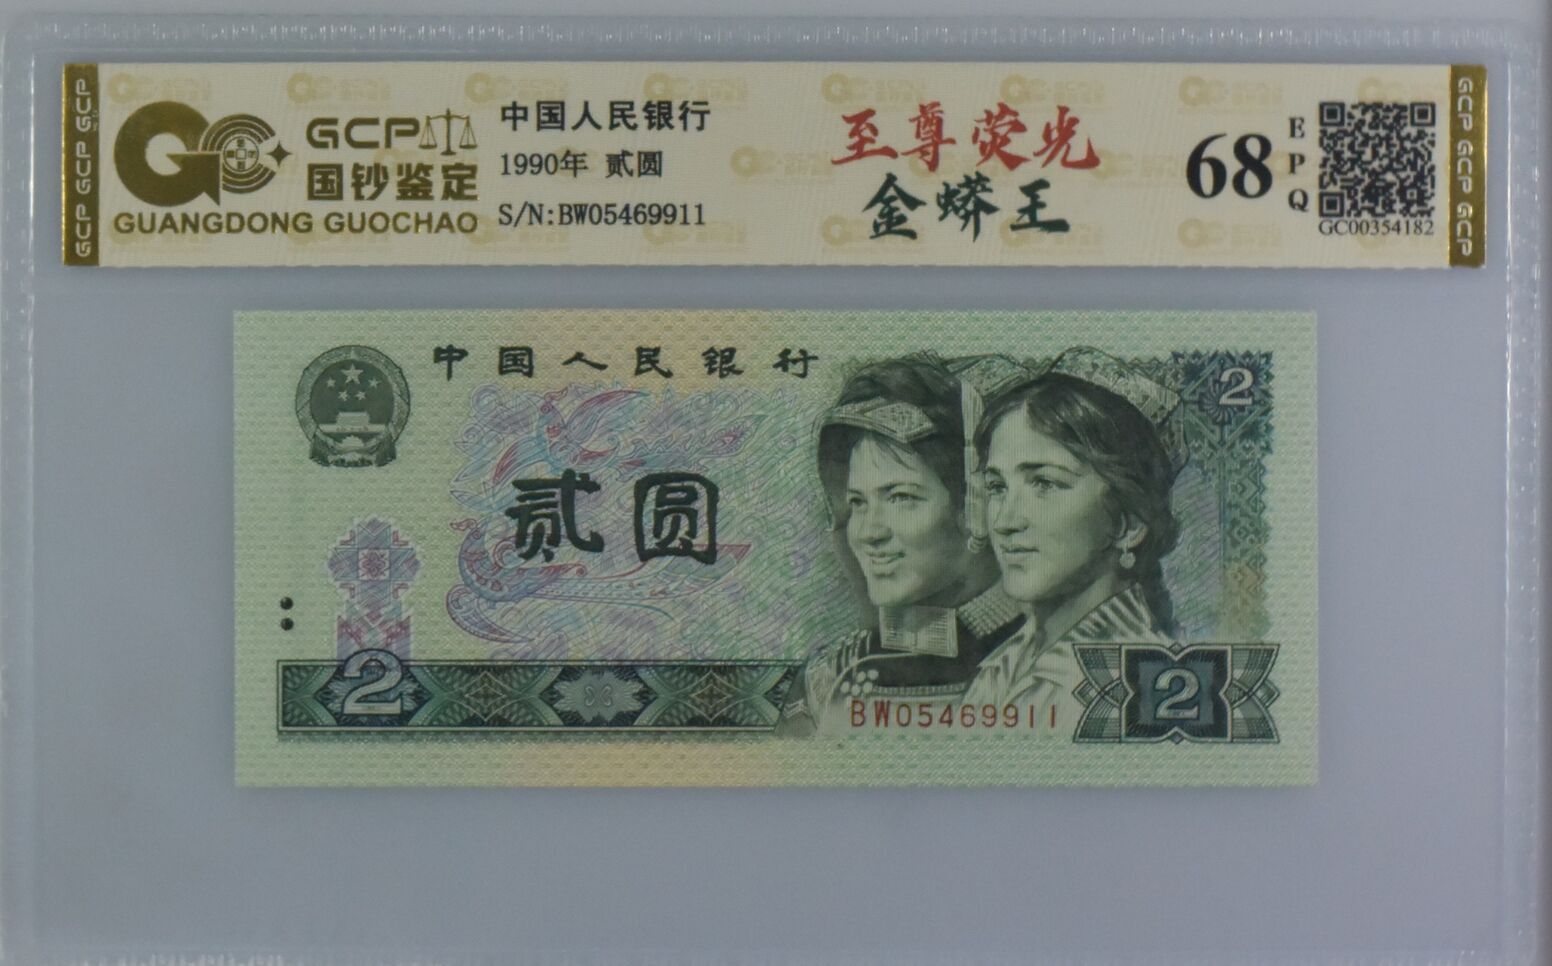 GCP GCP GCP
GCP
国钞鉴定
GUANGDONG GUOCHAO
中国人民银行
1990年 贰圆
S/N:BW05469911
至尊荧光
金蟒王
68
EPQ
GC00354182
GCP GCP GCP
中国人民银行
2
贰圆
2
BW05469911
2